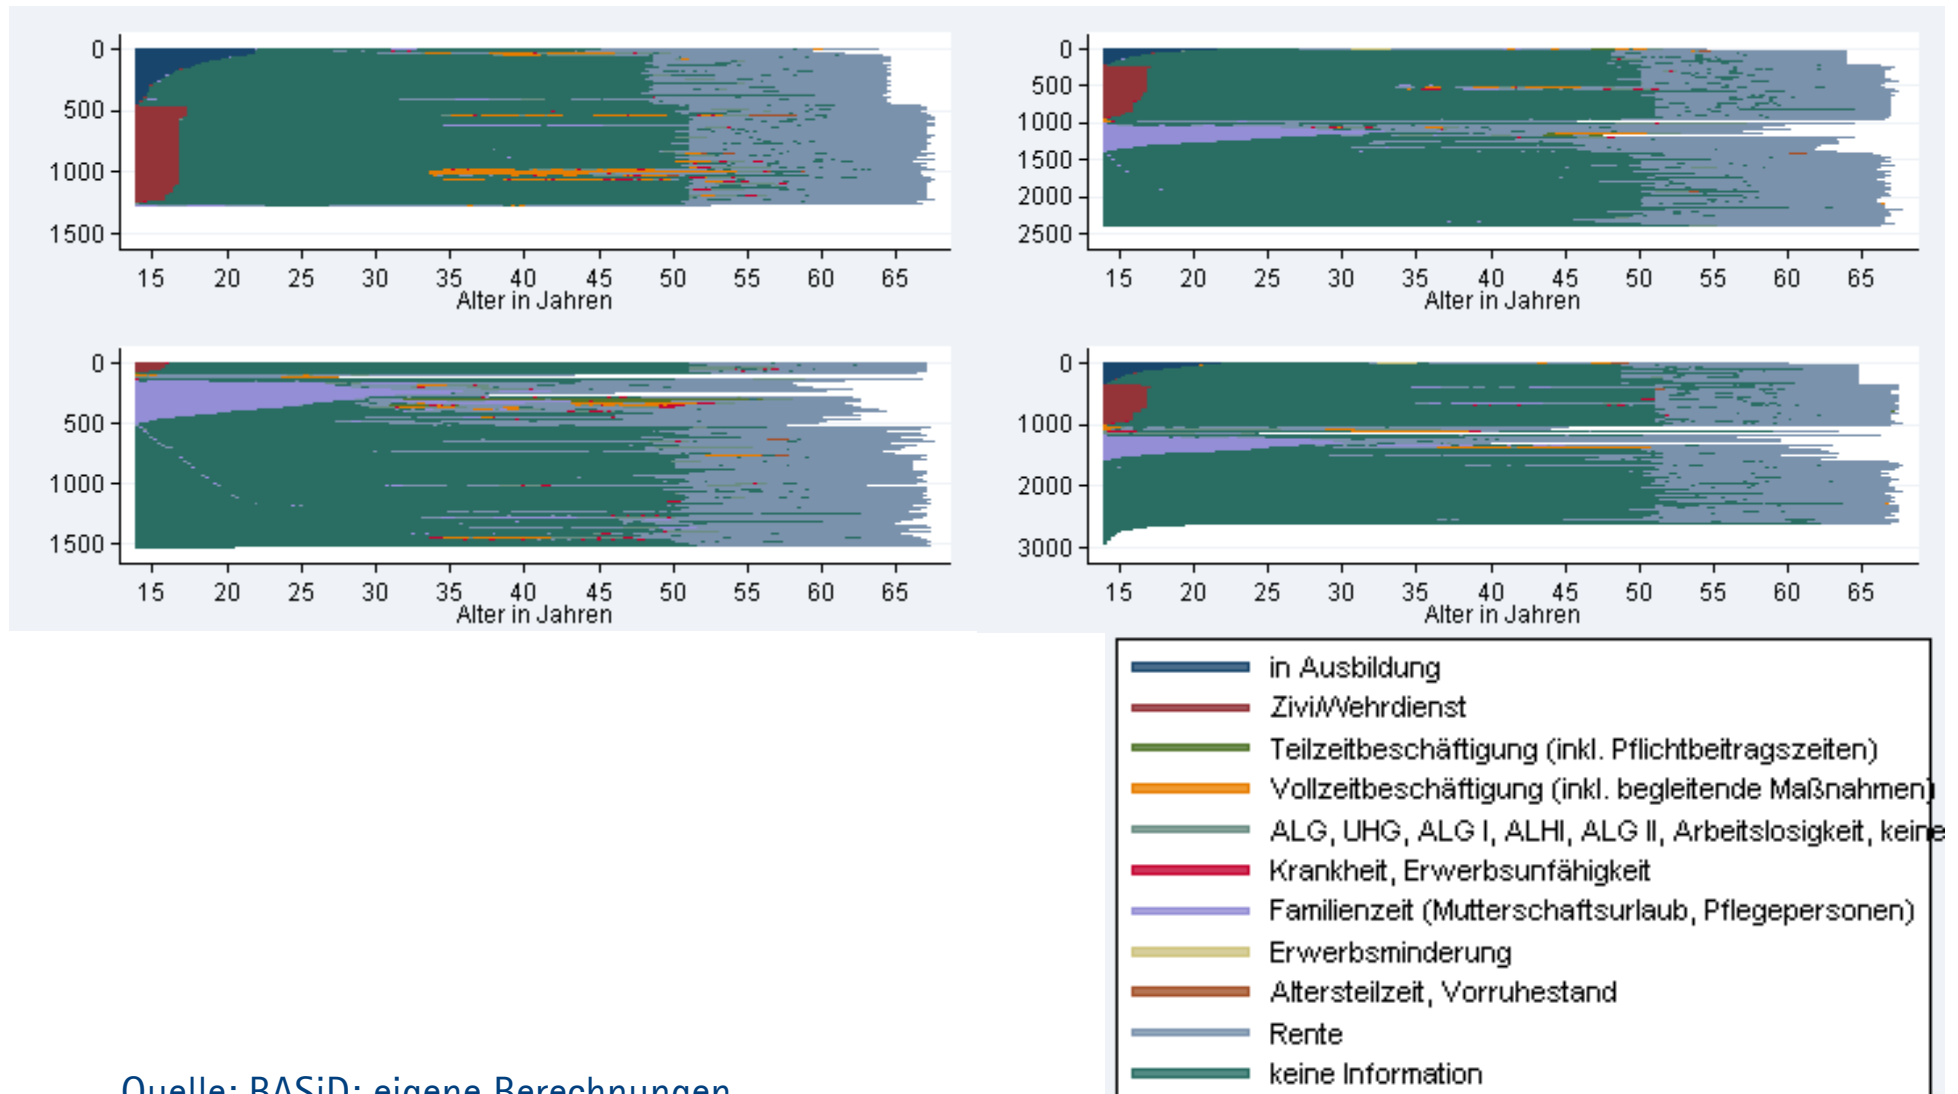 0
500
1000
1500
15 20 25 30 35 40 45 50 55 60 65
Alter in Jahren
0
500
1000
1500
2000
2500
15 20 25 30 35 40 45 50 55 60 65
Alter in Jahren
0
500
1000
1500
15 20 25 30 35 40 45 50 55 60 65
Alter in Jahren
0
1000
2000
3000
15 20 25 30 35 40 45 50 55 60 65
Alter in Jahren
in Ausbildung
Zivi/Wehrdienst
Teilzeitbeschäftigung (inkl. Pflichtbeitragszeiten)
Vollzeitbeschäftigung (inkl. begleitende Maßnahmen)
ALG, UHG, ALG I, ALHI, ALG II, Arbeitslosigkeit, keine
Krankheit, Erwerbsunfähigkeit
Familienzeit (Mutterschaftsurlaub, Pflegepersonen)
Erwerbsminderung
Altersteilzeit, Vorruhestand
Rente
keine Information
Quelle: BASiD; eigene Berechnungen